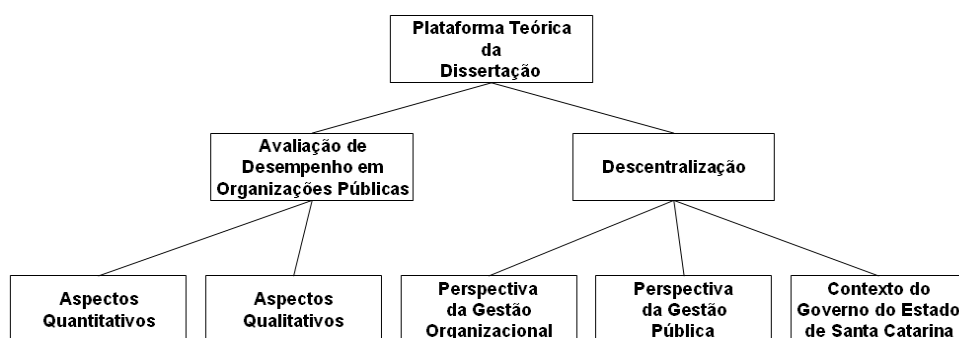 Plataforma Teórica
da
Dissertação
Avaliação de
Desempenho em
Organizações Públicas
Descentralização
Aspectos
Quantitativos
Aspectos
Qualitativos
Perspectiva
da Gestão
Organizacional
Perspectiva
da Gestão
Pública
Contexto do
Governo do Estado
de Santa Catarina